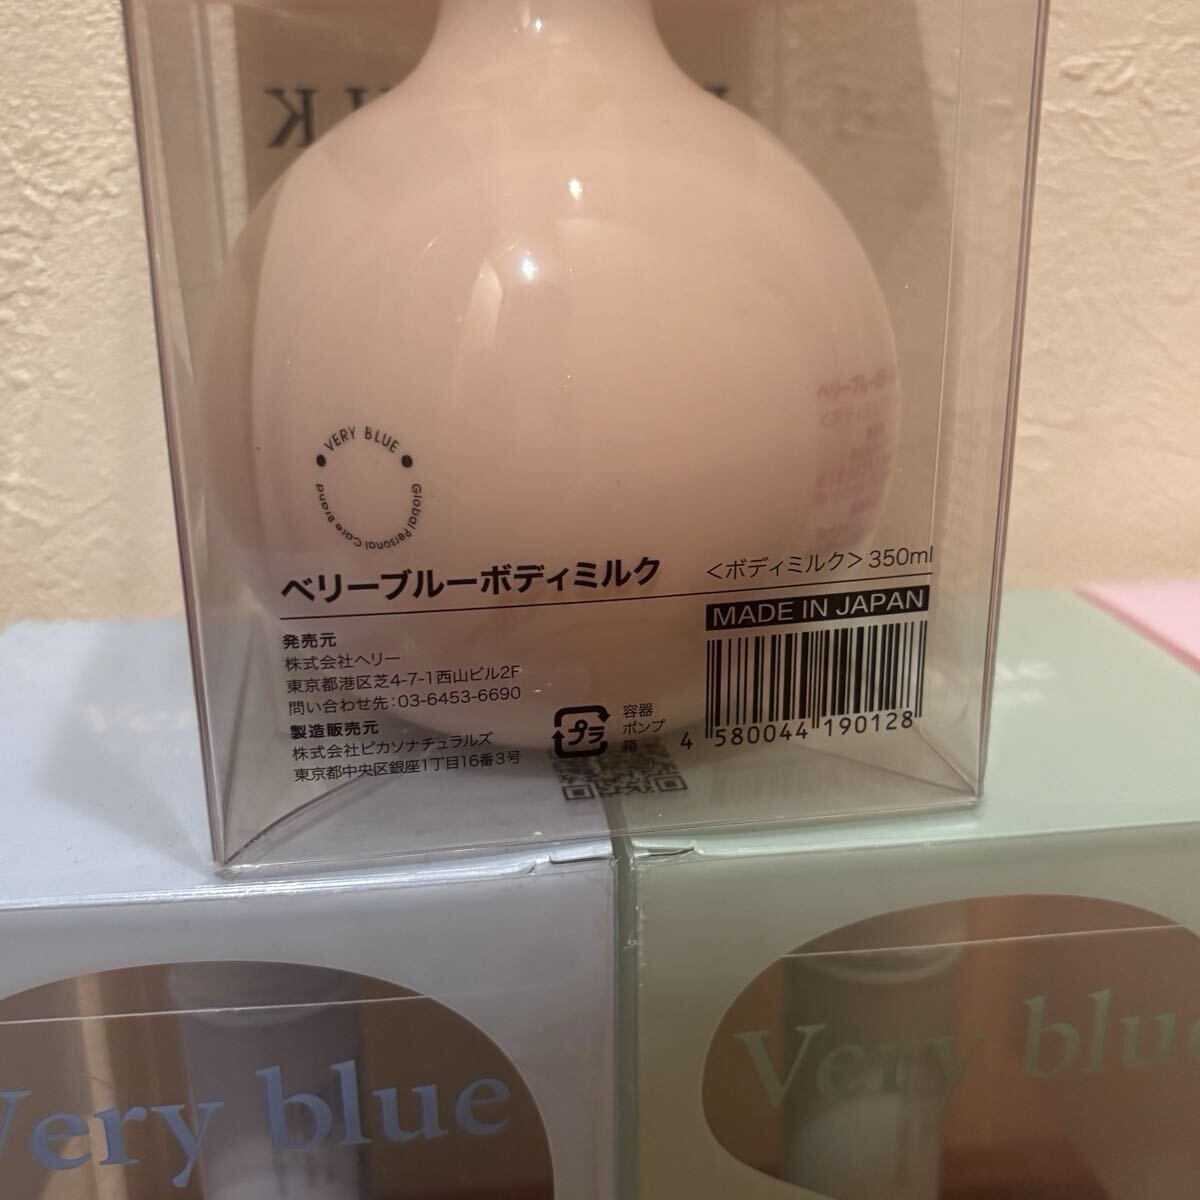 VERY BLUE
Global Personal Care Brand
ベリーブルーボディミルク
<ボディミルク>350ml
MADE IN JAPAN
発売元
株式会社ヘリー
東京都港区芝4-7-1西山ビル2F
問い合わせ先:03-6453-6690
製造販売元
株式会社ピカソナチュラルズ
東京都中央区銀座1丁目16番3号
プラ
容器
ポンプ
箱
4 580044 190128
Very blue
Very blue